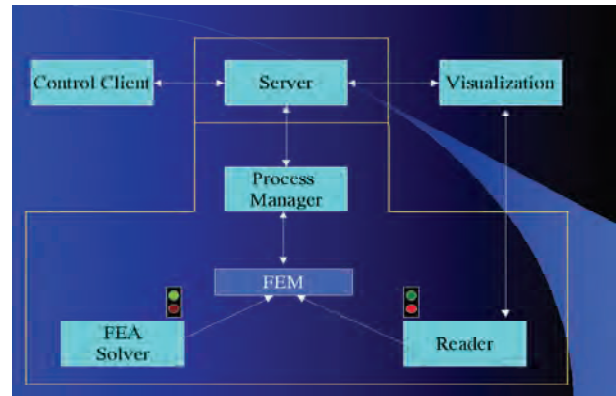 Control Client
Server
Visualization
Process
Manager
FEM
FEA
Solver
Reader